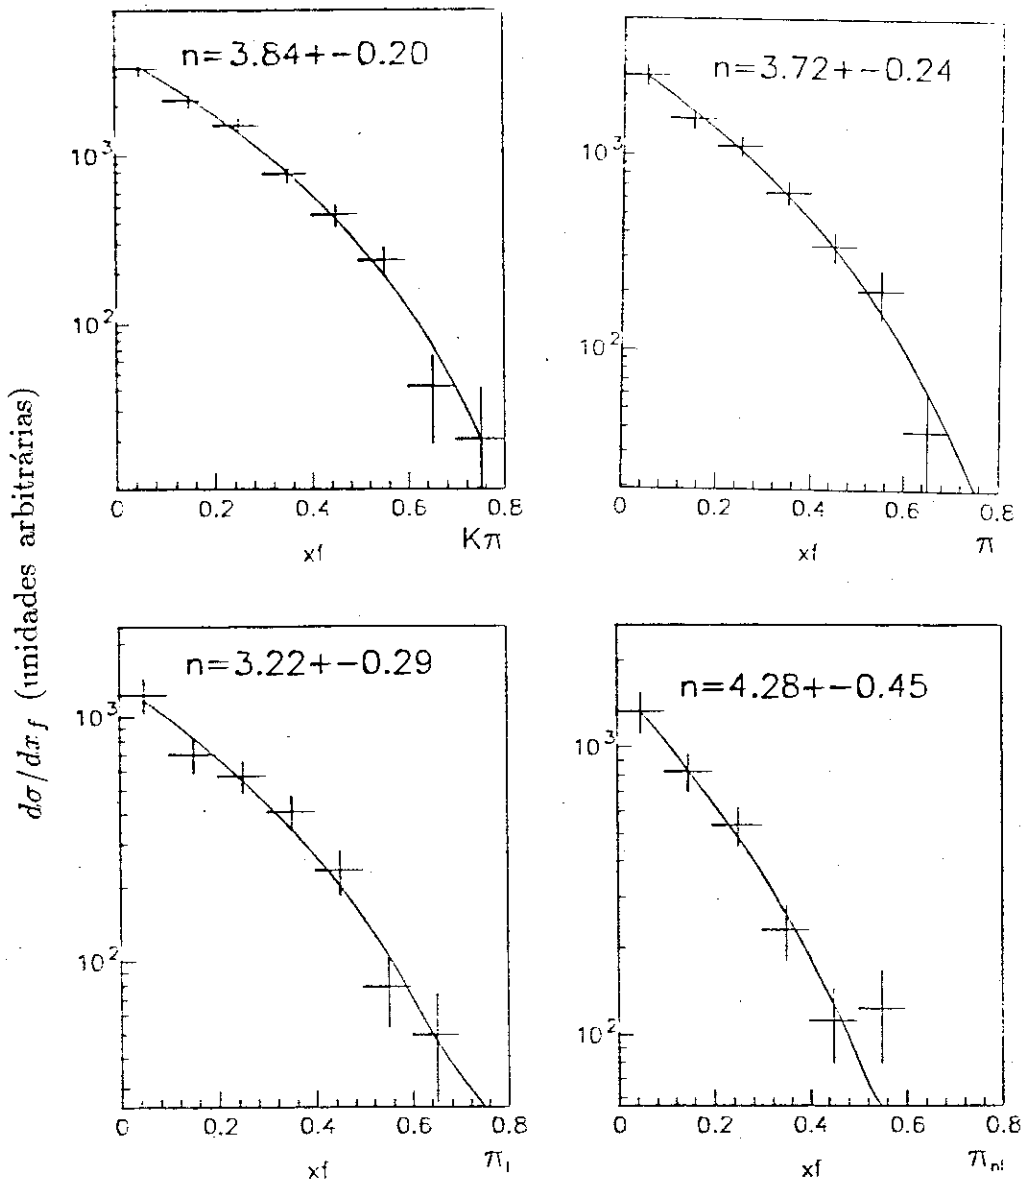 n=3.84+-0.20
10³
10²
0 0.2 0.4 0.6 0.8
xf
Kπ
n=3.72+-0.24
10³
10²
0 0.2 0.4 0.6 0.8
xf
π
dσ/dx_f (unidades arbitrárias)
n=3.22+-0.29
10³
10²
0 0.2 0.4 0.6 0.8
xf
π_l
n=4.28+-0.45
10³
10²
0 0.2 0.4 0.6 0.8
xf
π_nl